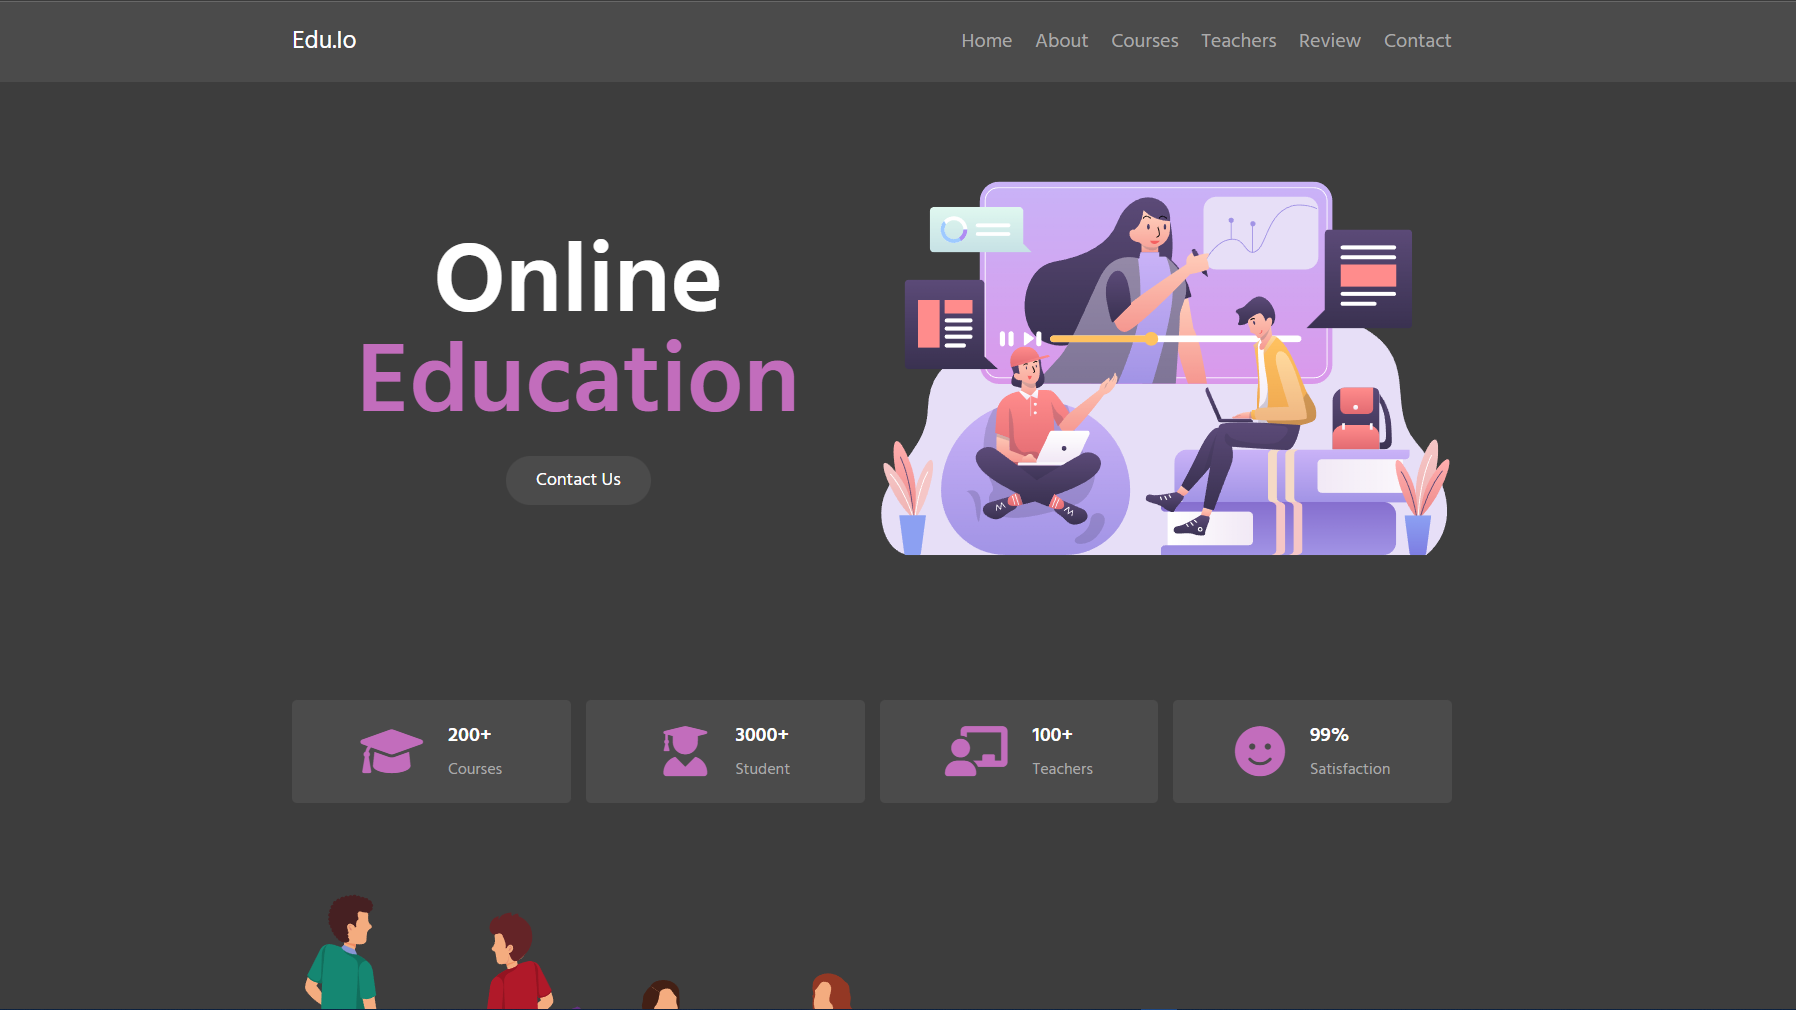 Edu.Io
Home About Courses Teachers Review Contact
Online
Education
Contact Us
200+
Courses
3000+
Student
100+
Teachers
99%
Satisfaction